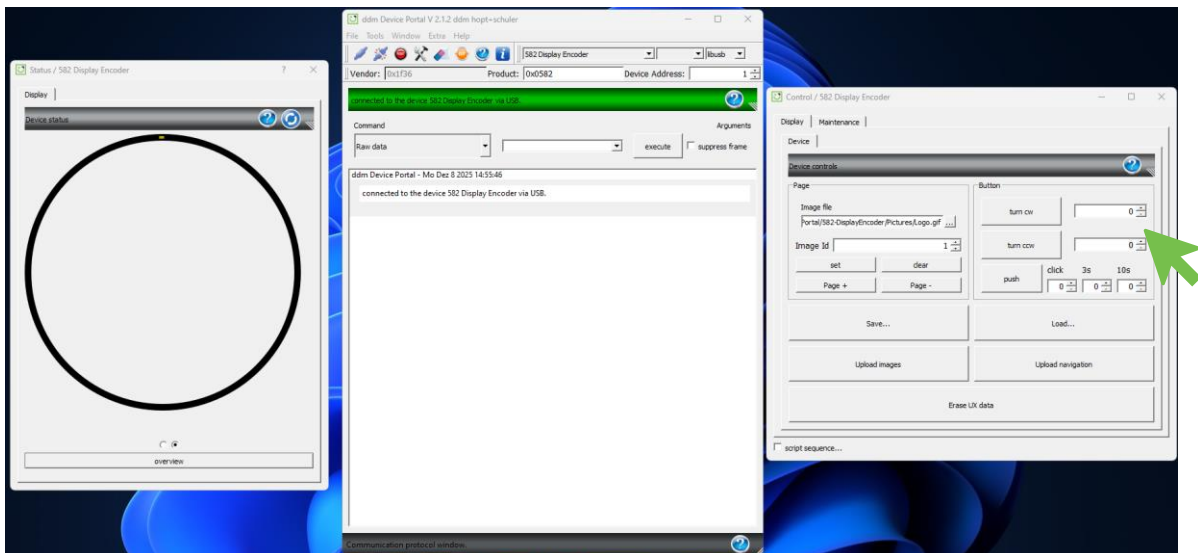 Status / 582 Display Encoder
Display
Device status
overview
ddm Device Portal V 2.1.2 ddm hopt+schuler
File Tools Window Extra Help
582 Display Encoder libusb
Vendor: 0x1f36 Product: 0x0582 Device Address: 1
connected to the device 582 Display Encoder via USB.
Command Arguments
Raw data execute suppress frame
ddm Device Portal - Mo Dez 8 2025 14:55:46
connected to the device 582 Display Encoder via USB.
Communication protocol window.
Control / 582 Display Encoder
Display Maintenance
Device
Device controls
Page Button
Image file
Portal/582-DisplayEncoder/Pictures/Logo.gif ...
turn cw 0
Image Id 1
turn ccw 0
set clear
click 3s 10s
push 0 0 0
Page + Page -
Save... Load...
Upload images Upload navigation
Erase UX data
script sequence...